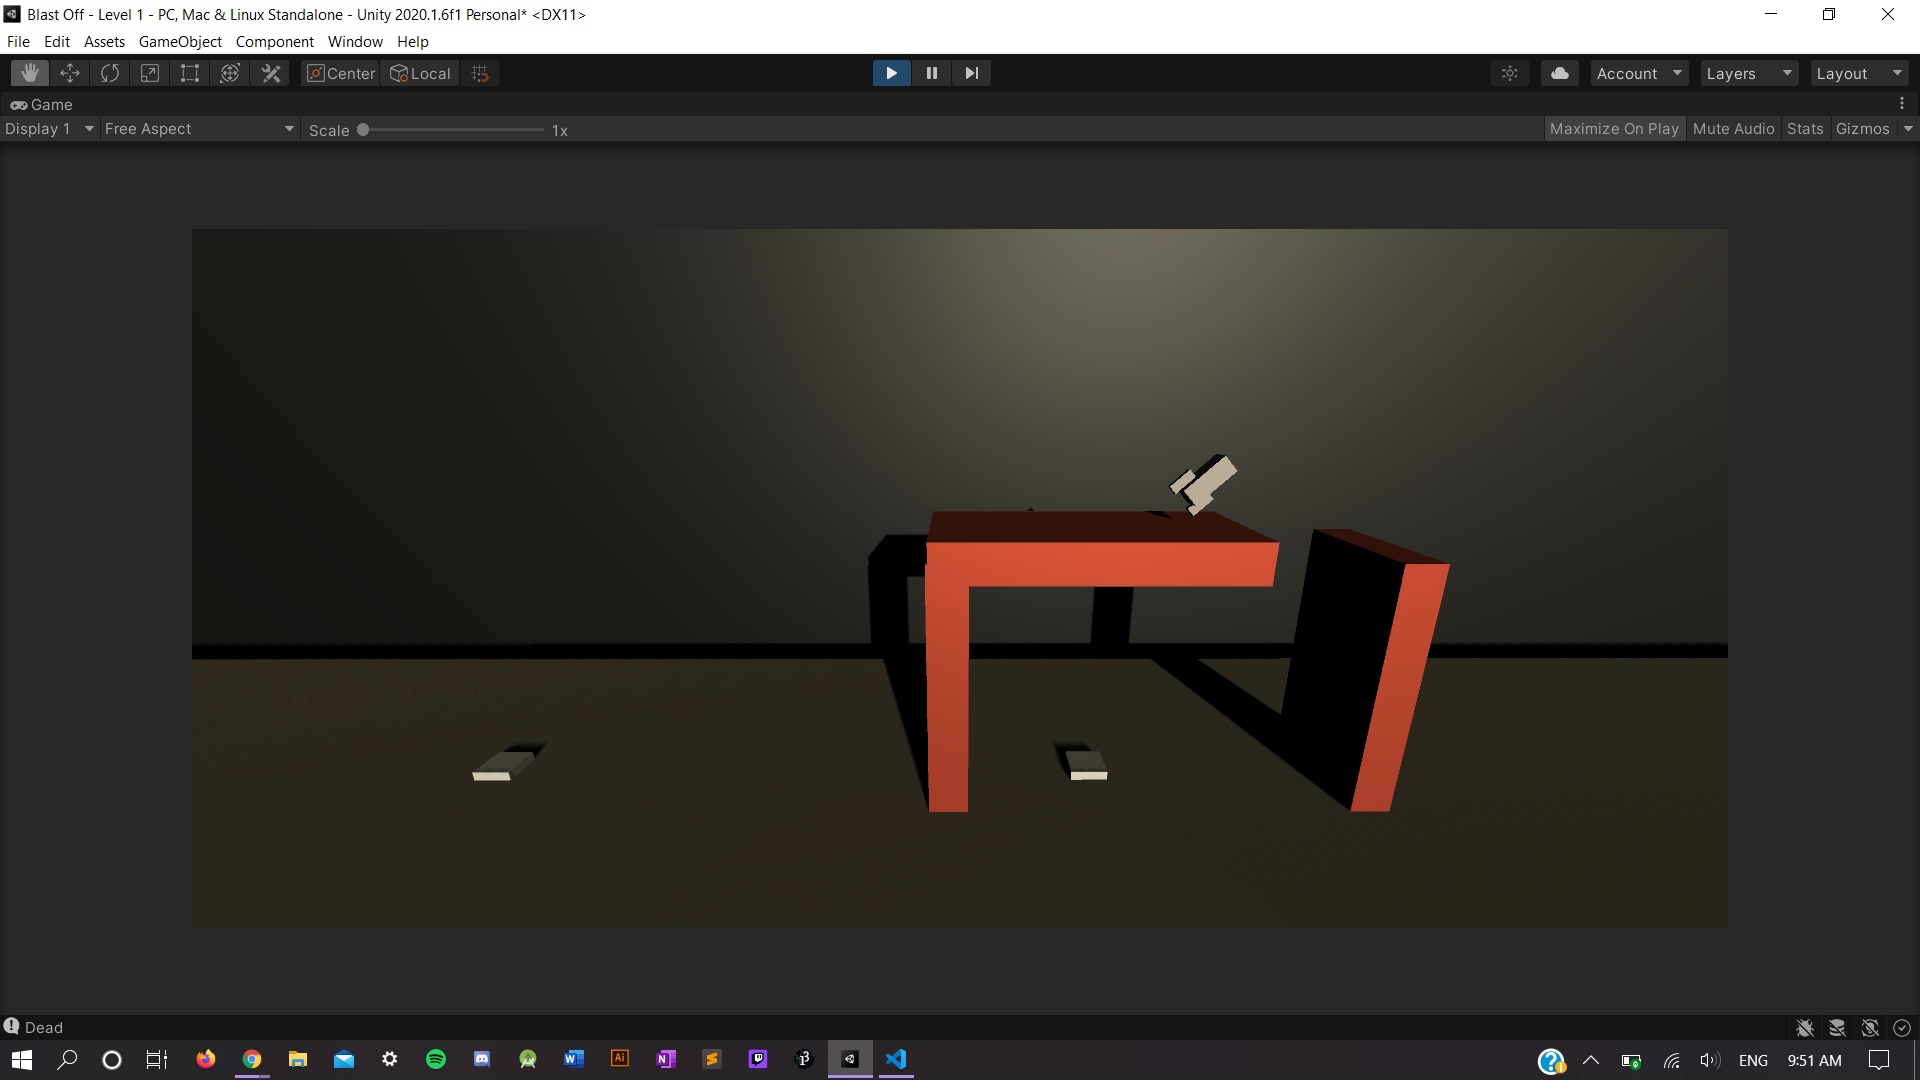 Blast Off - Level 1 - PC, Mac & Linux Standalone - Unity 2020.1.6f1 Personal* <DX11>
File Edit Assets GameObject Component Window Help
Center Local Account Layers Layout
Game
Display 1 Free Aspect Scale 1x Maximize On Play Mute Audio Stats Gizmos
Dead
W Ai N S ENG 9:51 AM